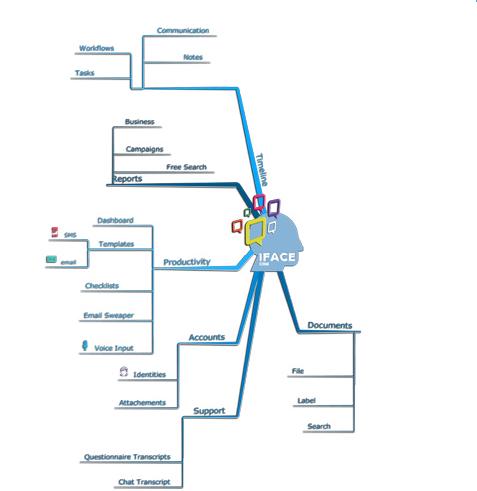 Communication
Workflows
Notes
Tasks
Timeline
Business
Campaigns
Free Search
Reports
Dashboard
SMS
Templates
email
Productivity
Checklists
Email Sweaper
Voice Input
IFACE
Accounts
Identities
Attachements
Support
Questionnaire Transcripts
Chat Transcript
Documents
File
Label
Search